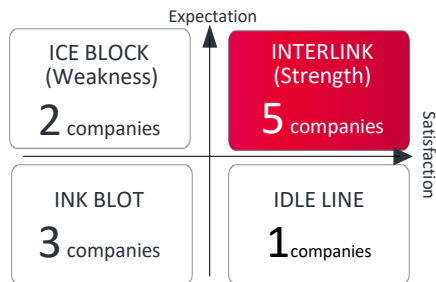 Expectation
ICE BLOCK
(Weakness)
2 companies
INTERLINK
(Strength)
5 companies
Satisfaction
INK BLOT
3 companies
IDLE LINE
1 companies